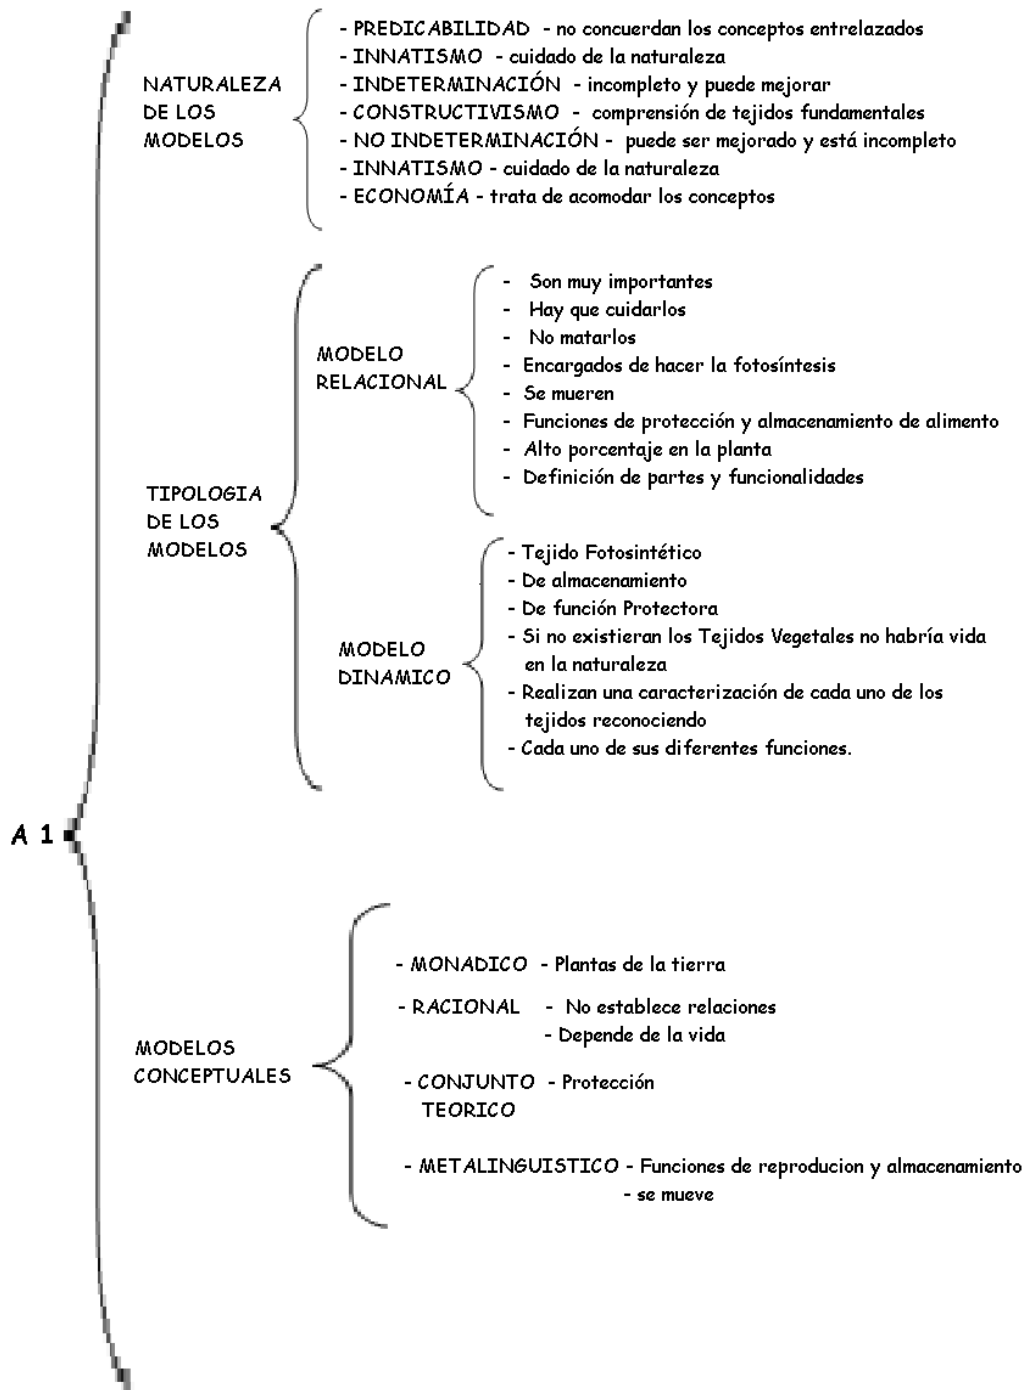 - PREDICABILIDAD - no concuerdan los conceptos entrelazados
- INNATISMO - cuidado de la naturaleza
- INDETERMINACIÓN - incompleto y puede mejorar
- CONSTRUCTIVISMO - comprensión de tejidos fundamentales
- NO INDETERMINACIÓN - puede ser mejorado y está incompleto
- INNATISMO - cuidado de la naturaleza
- ECONOMÍA - trata de acomodar los conceptos
NATURALEZA
DE LOS
MODELOS
- Son muy importantes
- Hay que cuidarlos
- No matarlos
- Encargados de hacer la fotosíntesis
- Se mueren
- Funciones de protección y almacenamiento de alimento
- Alto porcentaje en la planta
- Definición de partes y funcionalidades
MODELO
RELACIONAL
TIPOLOGIA
DE LOS
MODELOS
- Tejido Fotosintético
- De almacenamiento
- De función Protectora
- Si no existieran los Tejidos Vegetales no habría vida
en la naturaleza
- Realizan una caracterización de cada uno de los
tejidos reconociendo
- Cada uno de sus diferentes funciones.
MODELO
DINAMICO
A 1
- MONADICO - Plantas de la tierra
- RACIONAL - No establece relaciones
- Depende de la vida
MODELOS
CONCEPTUALES
- CONJUNTO - Protección
TEORICO
- METALINGUISTICO - Funciones de reproducion y almacenamiento
- se mueve